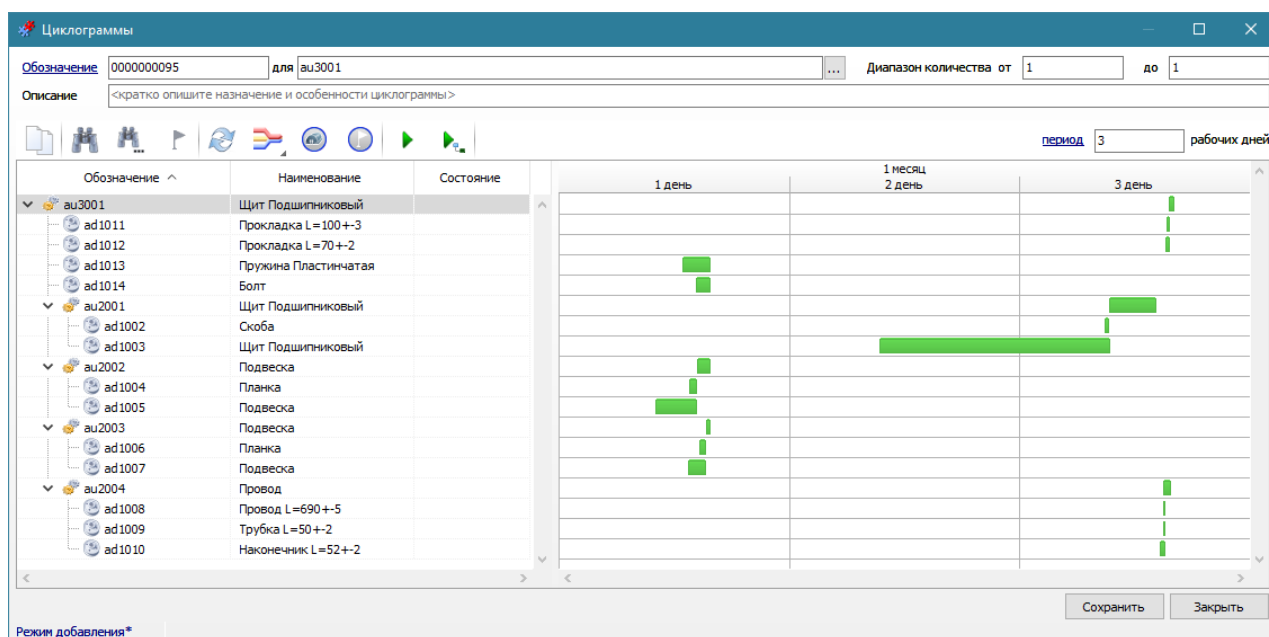 Циклограммы
Обозначение 0000000095 для au3001 ... Диапазон количества от 1 до 1
Описание <кратко опишите назначение и особенности циклограммы>
период 3 рабочих дней
Обозначение Наименование Состояние 1 месяц
1 день 2 день 3 день
au3001 Щит Подшипниковый
ad1011 Прокладка L=100+-3
ad1012 Прокладка L=70+-2
ad1013 Пружина Пластинчатая
ad1014 Болт
au2001 Щит Подшипниковый
ad1002 Скоба
ad1003 Щит Подшипниковый
au2002 Подвеска
ad1004 Планка
ad1005 Подвеска
au2003 Подвеска
ad1006 Планка
ad1007 Подвеска
au2004 Провод
ad1008 Провод L=690+-5
ad1009 Трубка L=50+-2
ad1010 Наконечник L=52+-2
Сохранить Закрыть
Режим добавления*